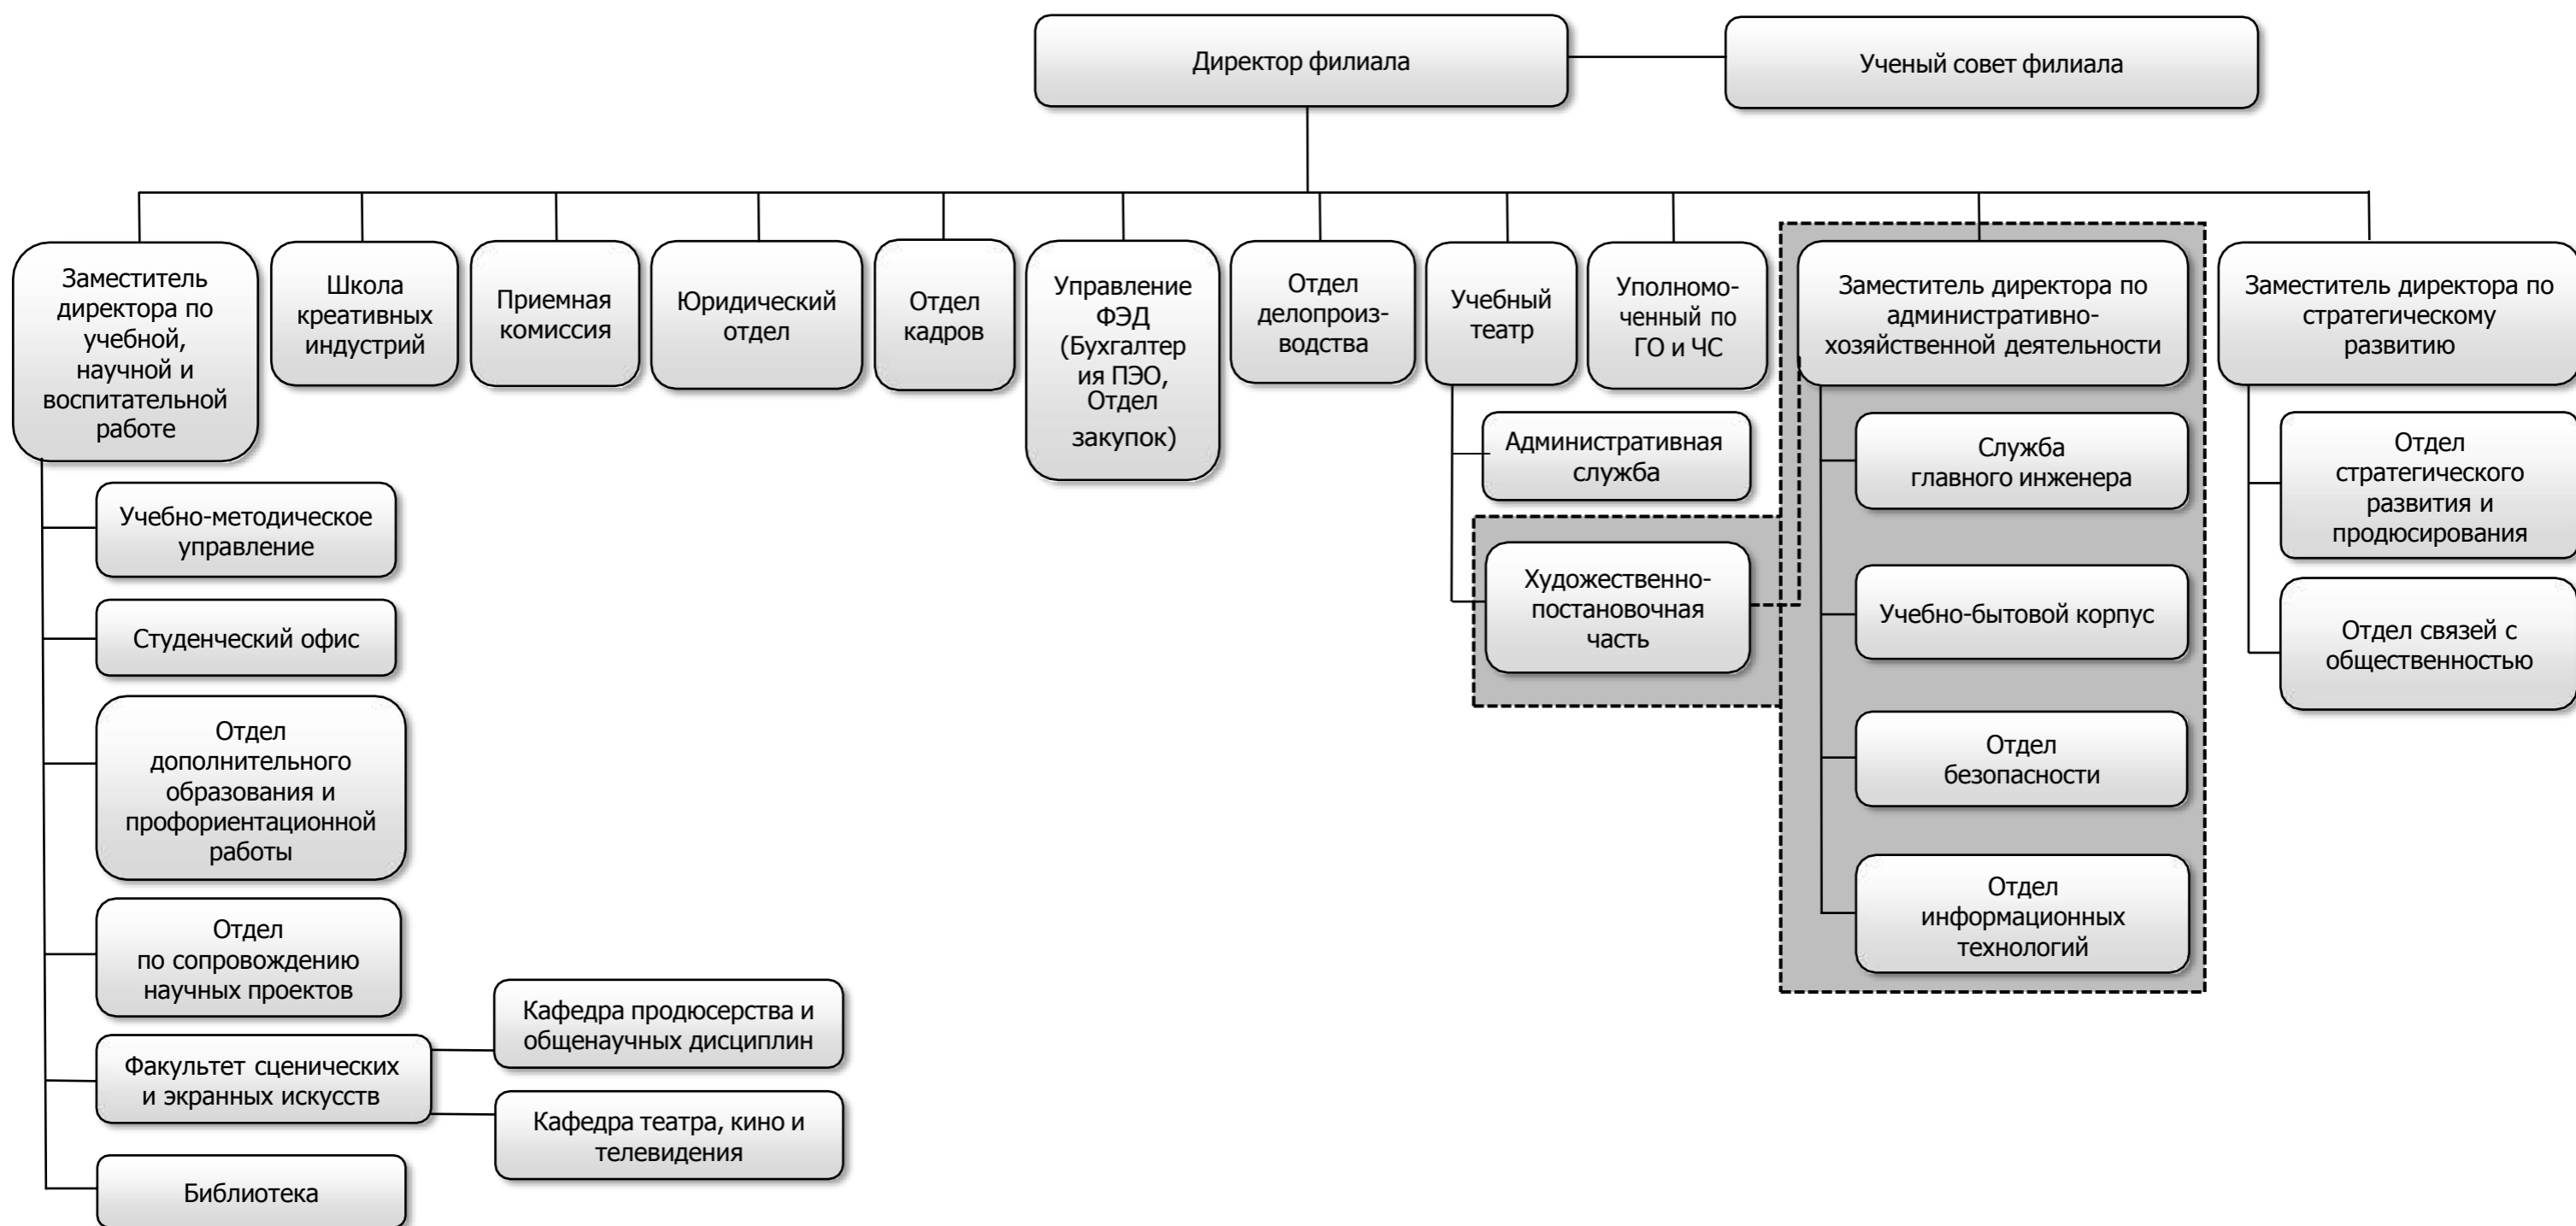 Директор филиала
Ученый совет филиала
Заместитель
директора по
учебной,
научной и
воспитательной
работе
Школа
креативных
индустрий
Приемная
комиссия
Юридический
отдел
Отдел
кадров
Управление
ФЭД
(Бухгалтер
ия ПЭО,
Отдел
закупок)
Отдел
делопроиз-
водства
Учебный
театр
Уполномо-
ченный по
ГО и ЧС
Заместитель директора по
административно-
хозяйственной деятельности
Заместитель директора по
стратегическому
развитию
Учебно-методическое
управление
Студенческий офис
Отдел
дополнительного
образования и
профориентационной
работы
Отдел
по сопровождению
научных проектов
Факультет сценических
и экранных искусств
Кафедра продюсерства и
общенаучных дисциплин
Кафедра театра, кино и
телевидения
Библиотека
Административная
служба
Художественно-
постановочная
часть
Служба
главного инженера
Учебно-бытовой корпус
Отдел
безопасности
Отдел
информационных
технологий
Отдел
стратегического
развития и
продюсирования
Отдел связей с
общественностью